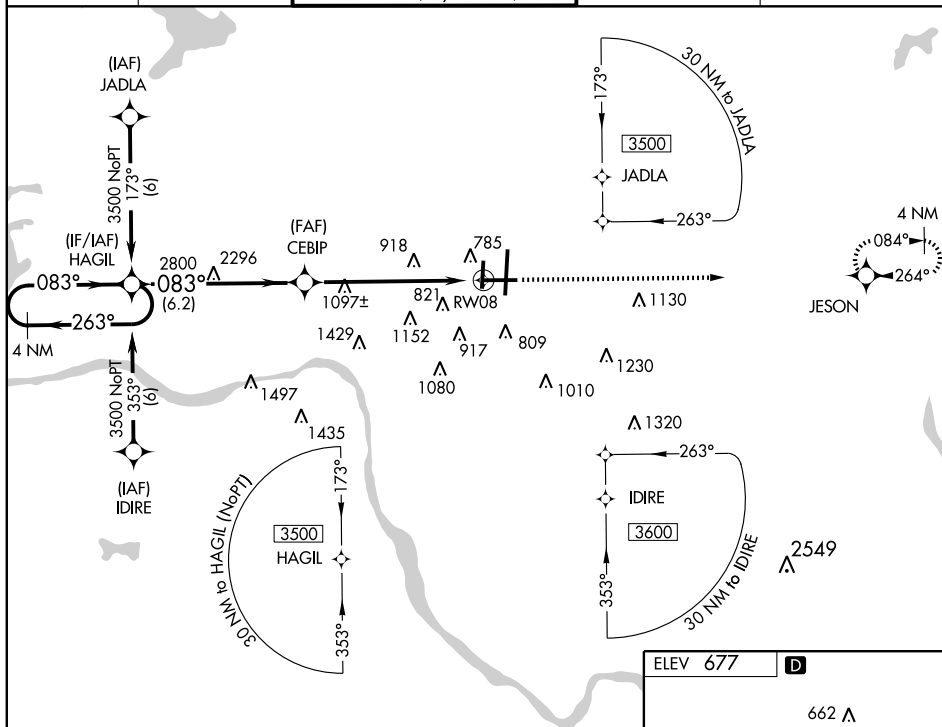 (IAF)
JADLA
3500 NoPT
173°
(6)
(IF/IAF)
HAGIL
083°
2800
083°
(6.2)
2296
263°
4 NM
3500 NoPT
353°
(6)
(IAF)
IDIRE
(FAF)
CEBIP
918
785
1097±
821
RW08
1429
1152
917
809
1080
1497
1435
1010
1130
1230
1320
173°
30 NM to JADLA
3500
JADLA
263°
4 NM
084°
264°
JESON
30 NM to HAGIL (NoPT)
173°
3500
HAGIL
353°
263°
IDIRE
3600
353°
30 NM to IDIRE
2549
ELEV 677 D
662